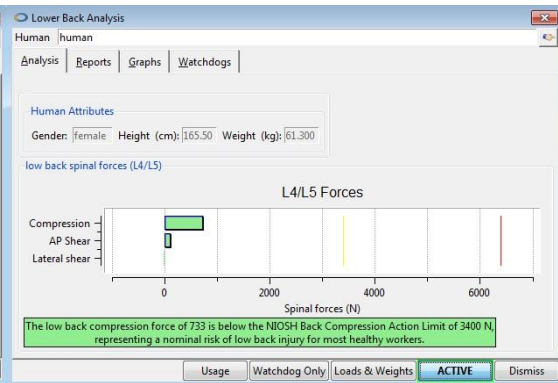 Lower Back Analysis
Human human
Analysis Reports Graphs Watchdogs
Human Attributes
Gender: female Height (cm): 165.50 Weight (kg): 61.300
low back spinal forces (L4/L5)
L4/L5 Forces
Compression
AP Shear
Lateral shear
0 2000 4000 6000
Spinal forces (N)
The low back compression force of 733 is below the NIOSH Back Compression Action Limit of 3400 N,
representing a nominal risk of low back injury for most healthy workers.
Usage Watchdog Only Loads & Weights ACTIVE Dismiss